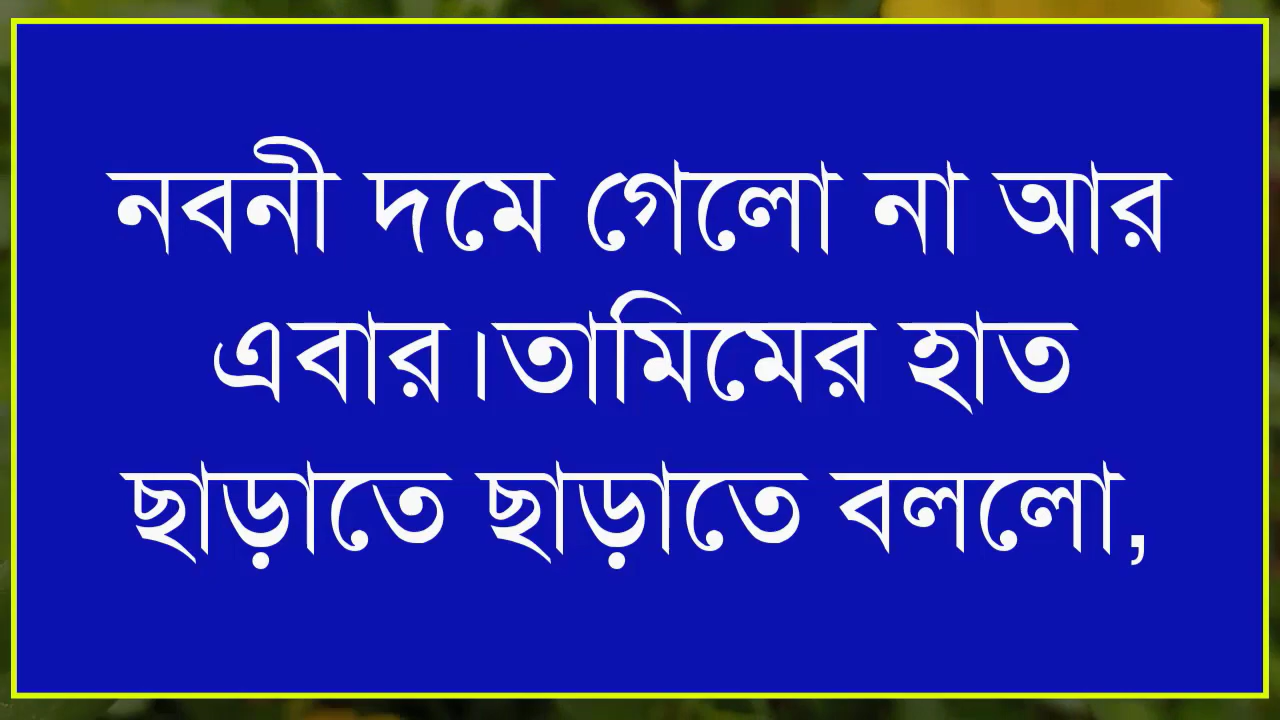 নবনী দমে গেলো না আর
এবার।তামিমের হাত
ছাড়াতে ছাড়াতে বললো,